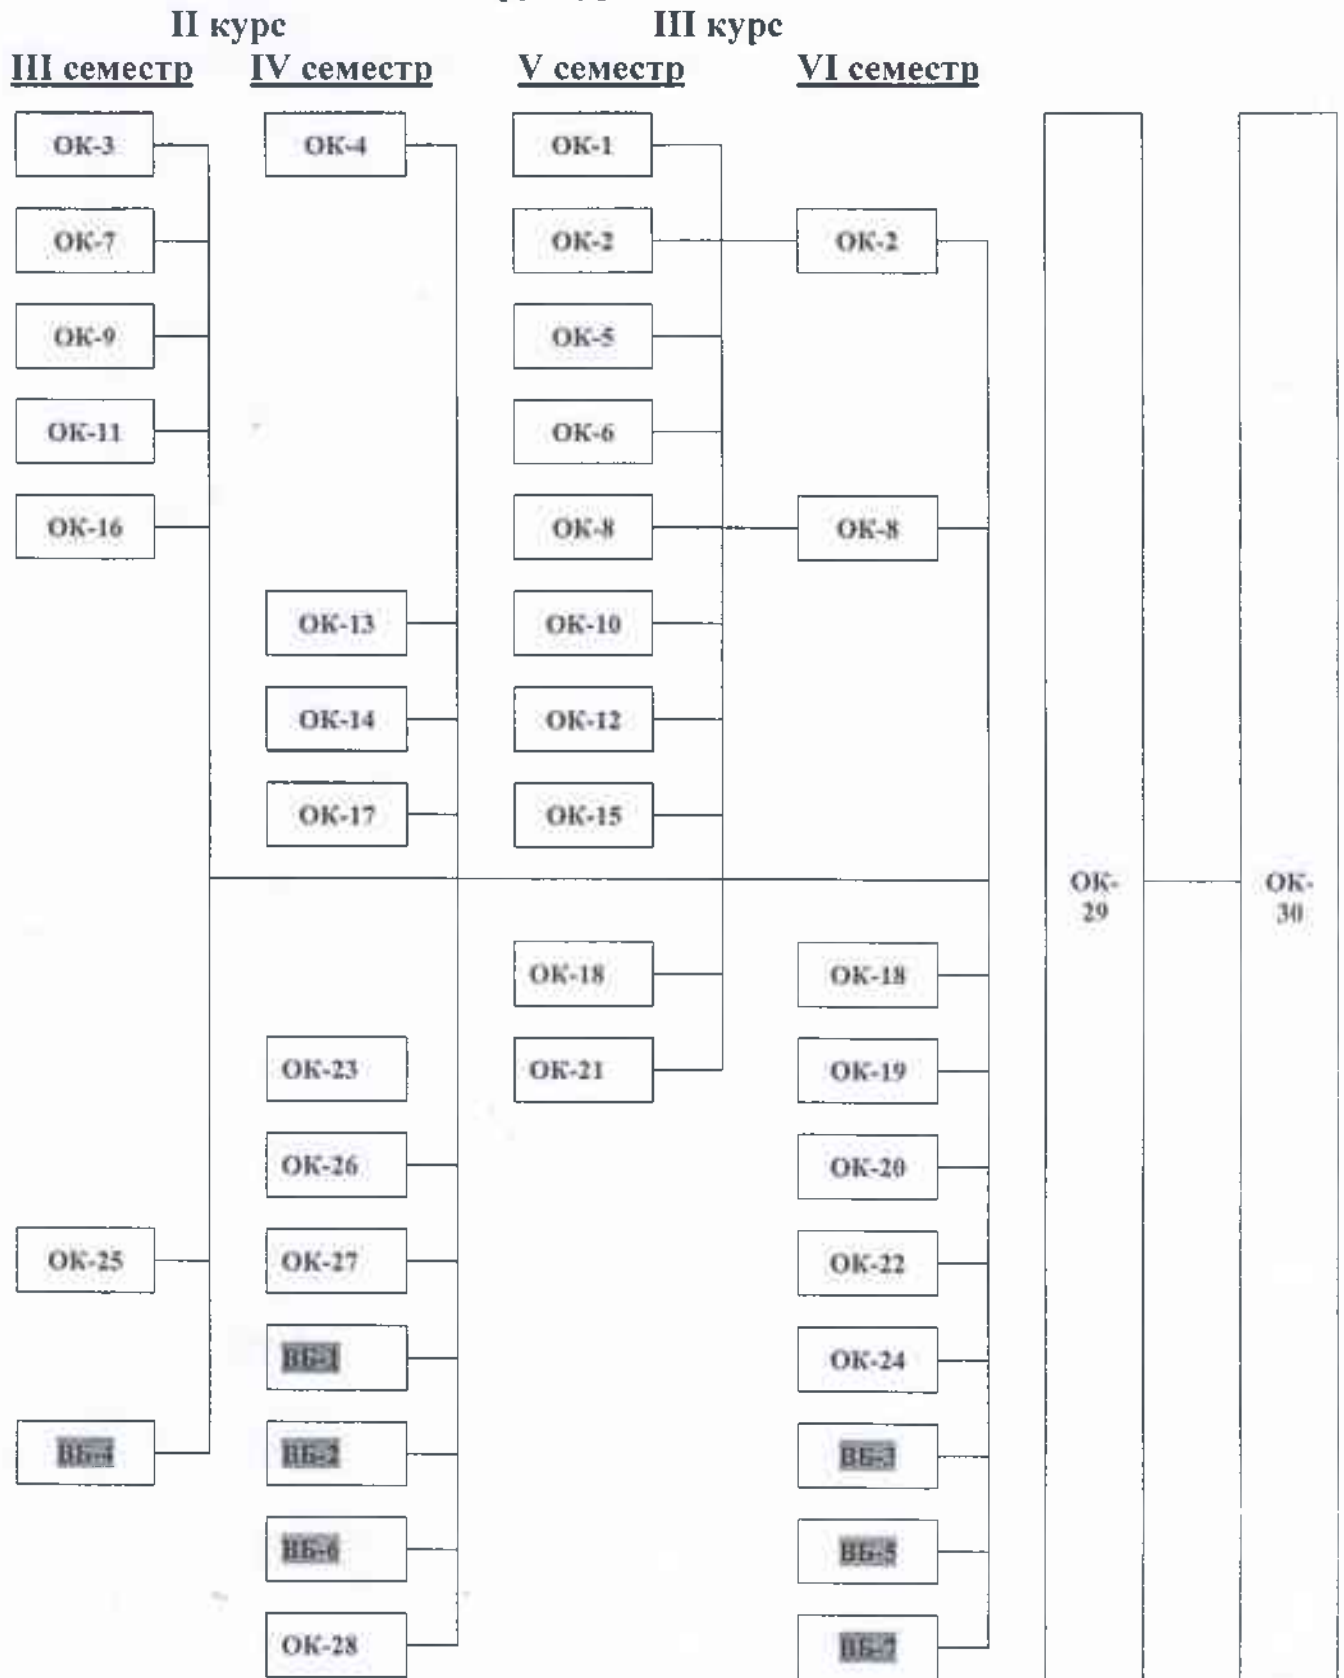 II курс III курс
III семестр IV семестр V семестр VI семестр
ОК-3 ОК-4 ОК-1
ОК-7 ОК-2 ОК-2
ОК-9 ОК-5
ОК-11 ОК-6
ОК-16 ОК-8 ОК-8
ОК-13 ОК-10
ОК-14 ОК-12
ОК-17 ОК-15
ОК-29 ОК-30
ОК-18 ОК-18
ОК-23 ОК-21 ОК-19
ОК-26 ОК-20
ОК-25 ОК-27 ОК-22
ВБ-1 ОК-24
ВБ-4 ВБ-2 ВБ-3
ВБ-6 ВБ-5
ОК-28 ВБ-7